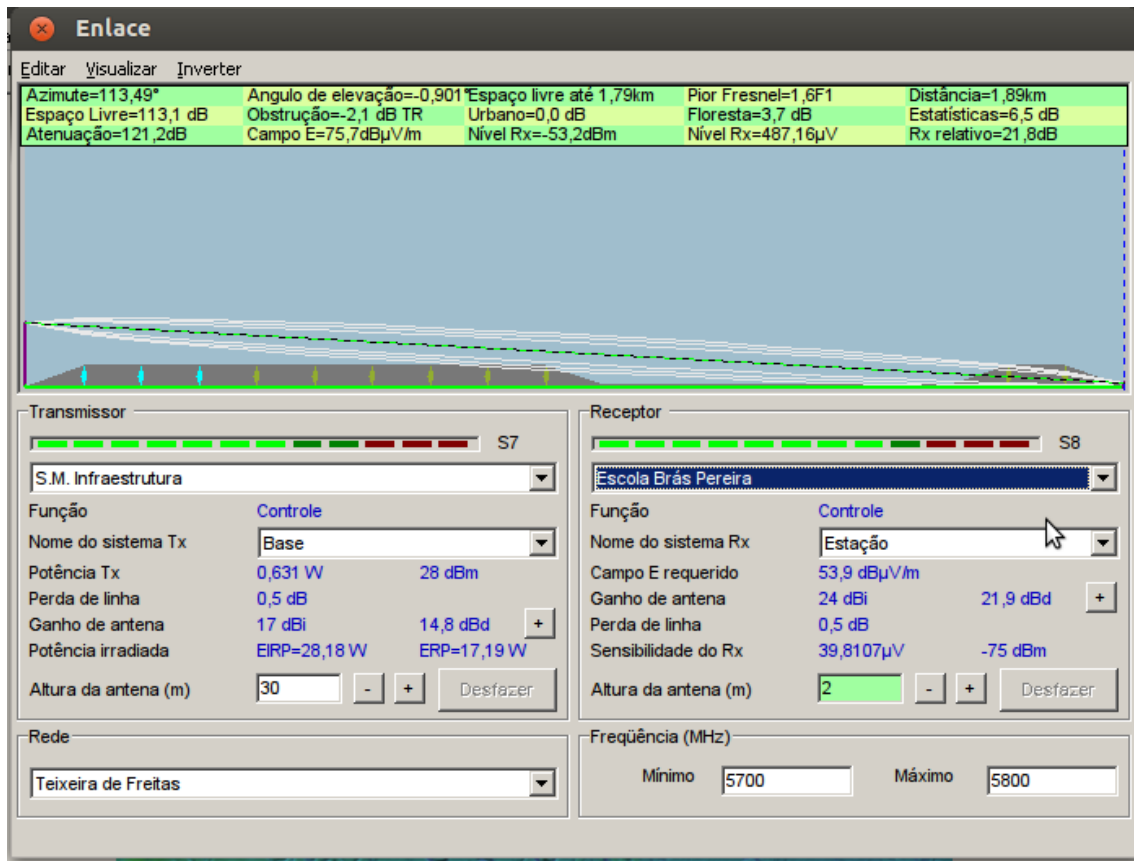 Enlace
Editar Visualizar Inverter
Azimute=113,49° Angulo de elevação=-0,901° Espaço livre até 1,79km Pior Fresnel=1,6F1 Distância=1,89km
Espaço Livre=113,1 dB Obstrução=-2,1 dB TR Urbano=0,0 dB Floresta=3,7 dB Estatísticas=6,5 dB
Atenuação=121,2dB Campo E=75,7dBµV/m Nível Rx=-53,2dBm Nível Rx=487,16µV Rx relativo=21,8dB
Transmissor
S7
S.M. Infraestrutura
Função Controle
Nome do sistema Tx Base
Potência Tx 0,631 W 28 dBm
Perda de linha 0,5 dB
Ganho de antena 17 dBi 14,8 dBd +
Potência irradiada EIRP=28,18 W ERP=17,19 W
Altura da antena (m) 30 - + Desfazer
Receptor
S8
Escola Brás Pereira
Função Controle
Nome do sistema Rx Estação
Campo E requerido 53,9 dBµV/m
Ganho de antena 24 dBi 21,9 dBd +
Perda de linha 0,5 dB
Sensibilidade do Rx 39,8107µV -75 dBm
Altura da antena (m) 2 - + Desfazer
Rede
Teixeira de Freitas
Freqüência (MHz)
Mínimo 5700 Máximo 5800